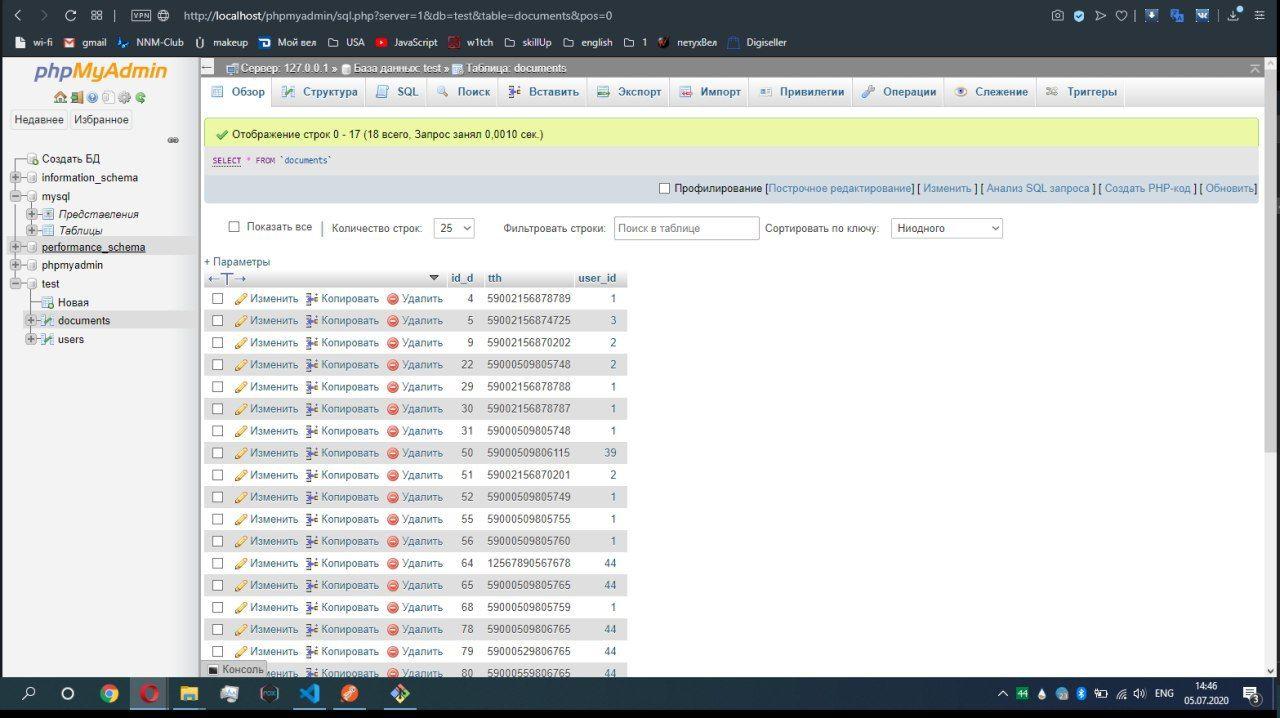 VPN http://localhost/phpmyadmin/sql.php?server=1&db=test&table=documents&pos=0
wi-fi gmail NNM-Club makeup Мой вел USA JavaScript w1tch skillUp english 1 петухВел Digiseller
phpMyAdmin
Недавнее Избранное
Создать БД
information_schema
mysql
Представления
Таблицы
performance_schema
phpmyadmin
test
Новая
documents
users
Сервер: 127.0.0.1 » База данных: test » Таблица: documents
Обзор Структура SQL Поиск Вставить Экспорт Импорт Привилегии Операции Слежение Триггеры
Отображение строк 0 - 17 (18 всего, Запрос занял 0,0010 сек.)
SELECT * FROM `documents`
Профилирование [Построчное редактирование] [ Изменить ] [ Анализ SQL запроса ] [ Создать PHP-код ] [ Обновить]
Показать все | Количество строк: 25 Фильтровать строки: Поиск в таблице Сортировать по ключу: Ниодного
+ Параметры
←T→ id_d tth user_id
Изменить Копировать Удалить 4 59002156878789 1
Изменить Копировать Удалить 5 59002156874725 3
Изменить Копировать Удалить 9 59002156870202 2
Изменить Копировать Удалить 22 59000509805748 2
Изменить Копировать Удалить 29 59002156878788 1
Изменить Копировать Удалить 30 59002156878787 1
Изменить Копировать Удалить 31 59000509805748 1
Изменить Копировать Удалить 50 59000509806115 39
Изменить Копировать Удалить 51 59002156870201 2
Изменить Копировать Удалить 52 59000509805749 1
Изменить Копировать Удалить 55 59000509805755 1
Изменить Копировать Удалить 56 59000509805760 1
Изменить Копировать Удалить 64 12567890567678 44
Изменить Копировать Удалить 65 59000509805765 44
Изменить Копировать Удалить 68 59000509805759 1
Изменить Копировать Удалить 78 59000509806765 44
Изменить Копировать Удалить 79 59000529806765 44
Консоль Копировать Удалить 80 59000559806765 44
44 ENG 14:46
05.07.2020 3